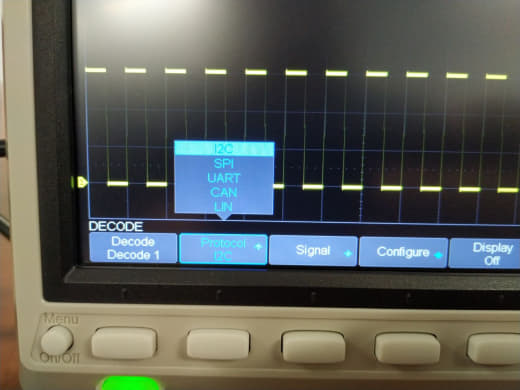 I2C
SPI
UART
CAN
LIN
DECODE
Decode
Decode 1
Protocol
I2C
Signal
Configure
Display
Off
Menu
On/Off